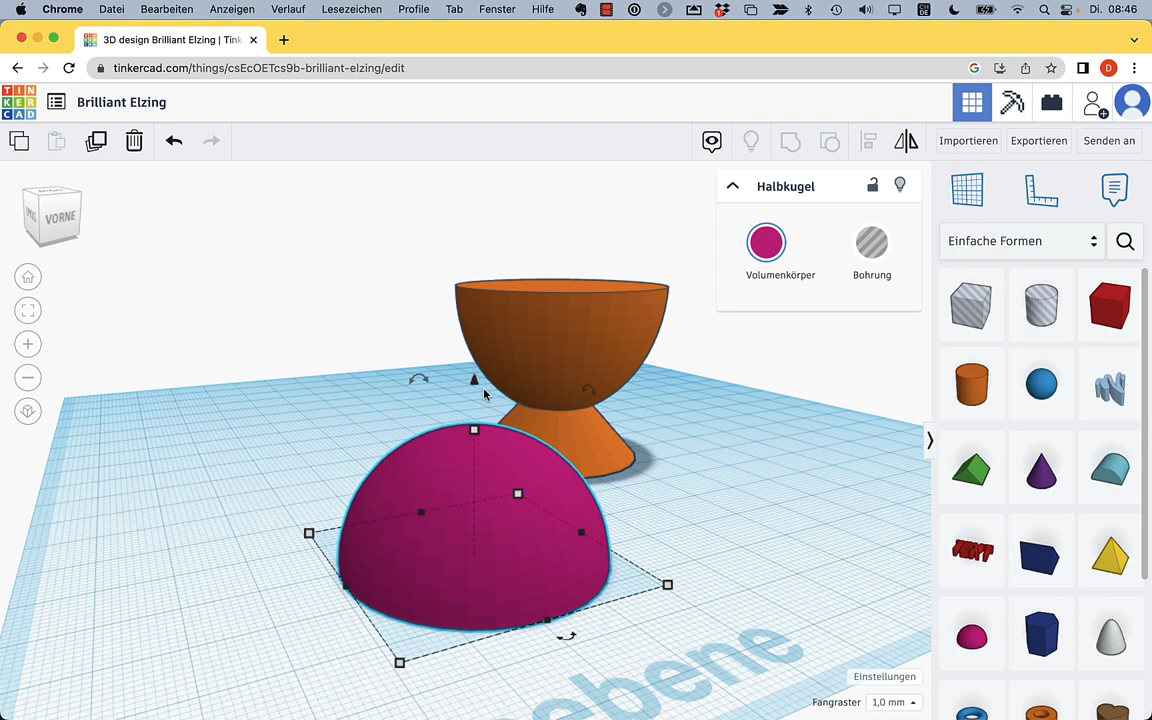 Chrome Datei Bearbeiten Anzeigen Verlauf Lesezeichen Profile Tab Fenster Hilfe Di. 08:46
3D design Brilliant Elzing | Tink
tinkercad.com/things/csEcOETcs9b-brilliant-elzing/edit
D
TIN
KER
CAD
Brilliant Elzing
Importieren Exportieren Senden an
VORNE
Halbkugel
Volumenkörper Bohrung
Einfache Formen
TEXT
ebene
Einstellungen
Fangraster 1,0 mm